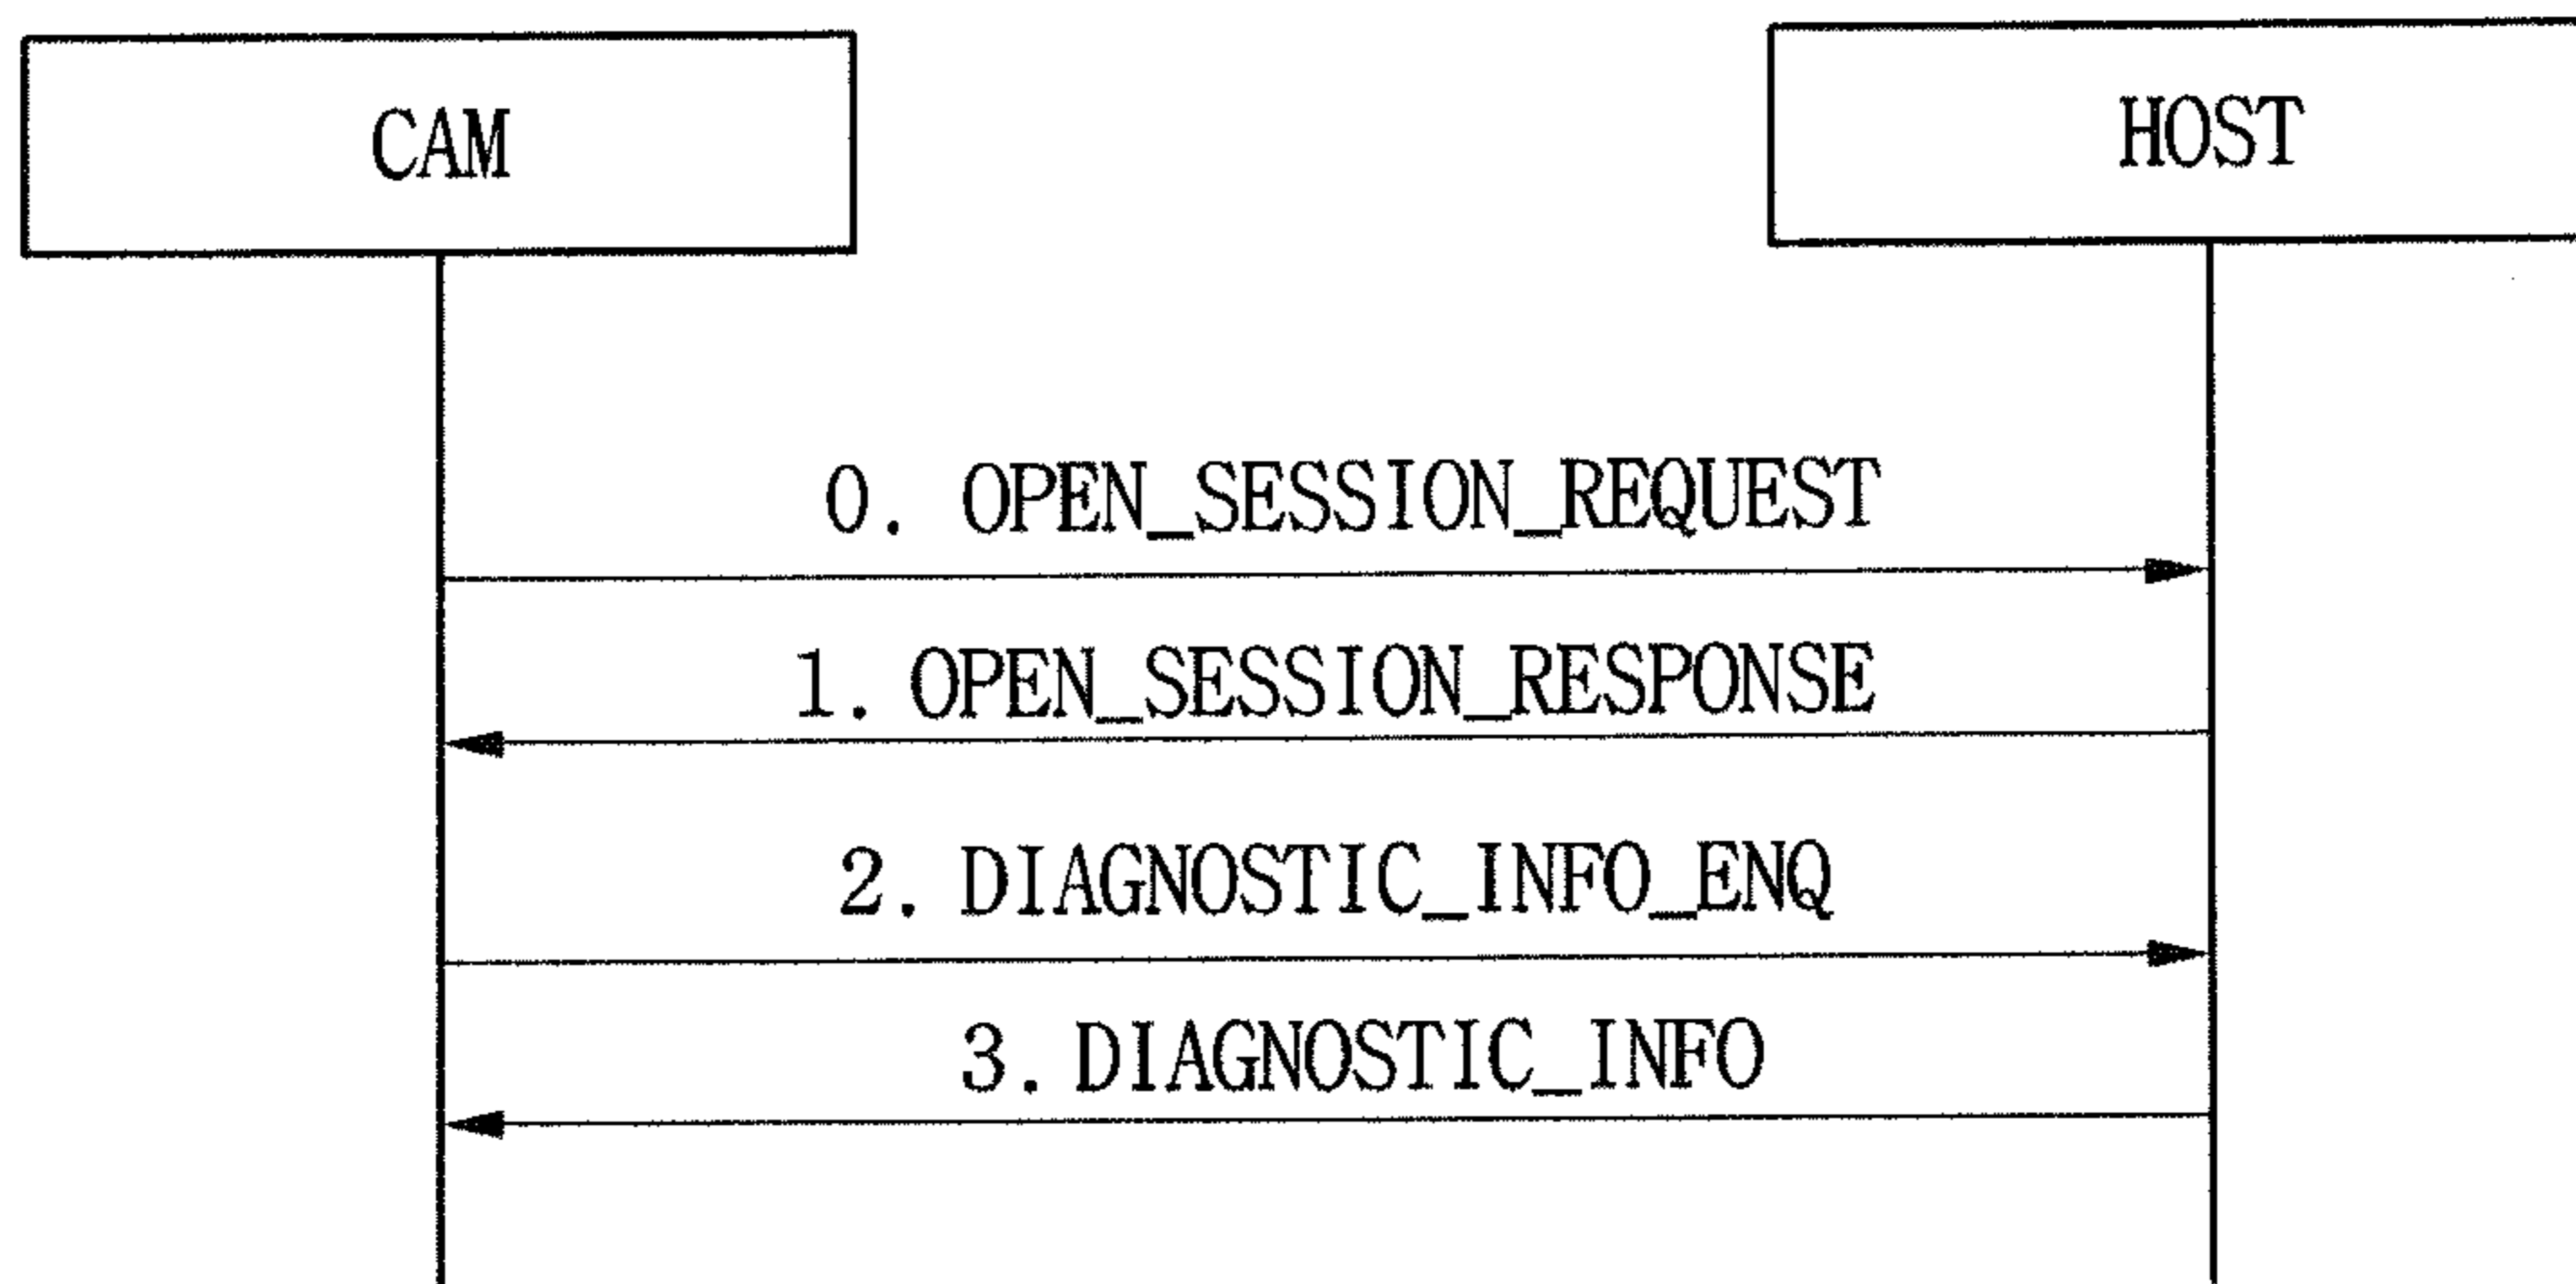 CAM
HOST
0. OPEN_SESSION_REQUEST
1. OPEN_SESSION_RESPONSE
2. DIAGNOSTIC_INFO_ENQ
3. DIAGNOSTIC_INFO